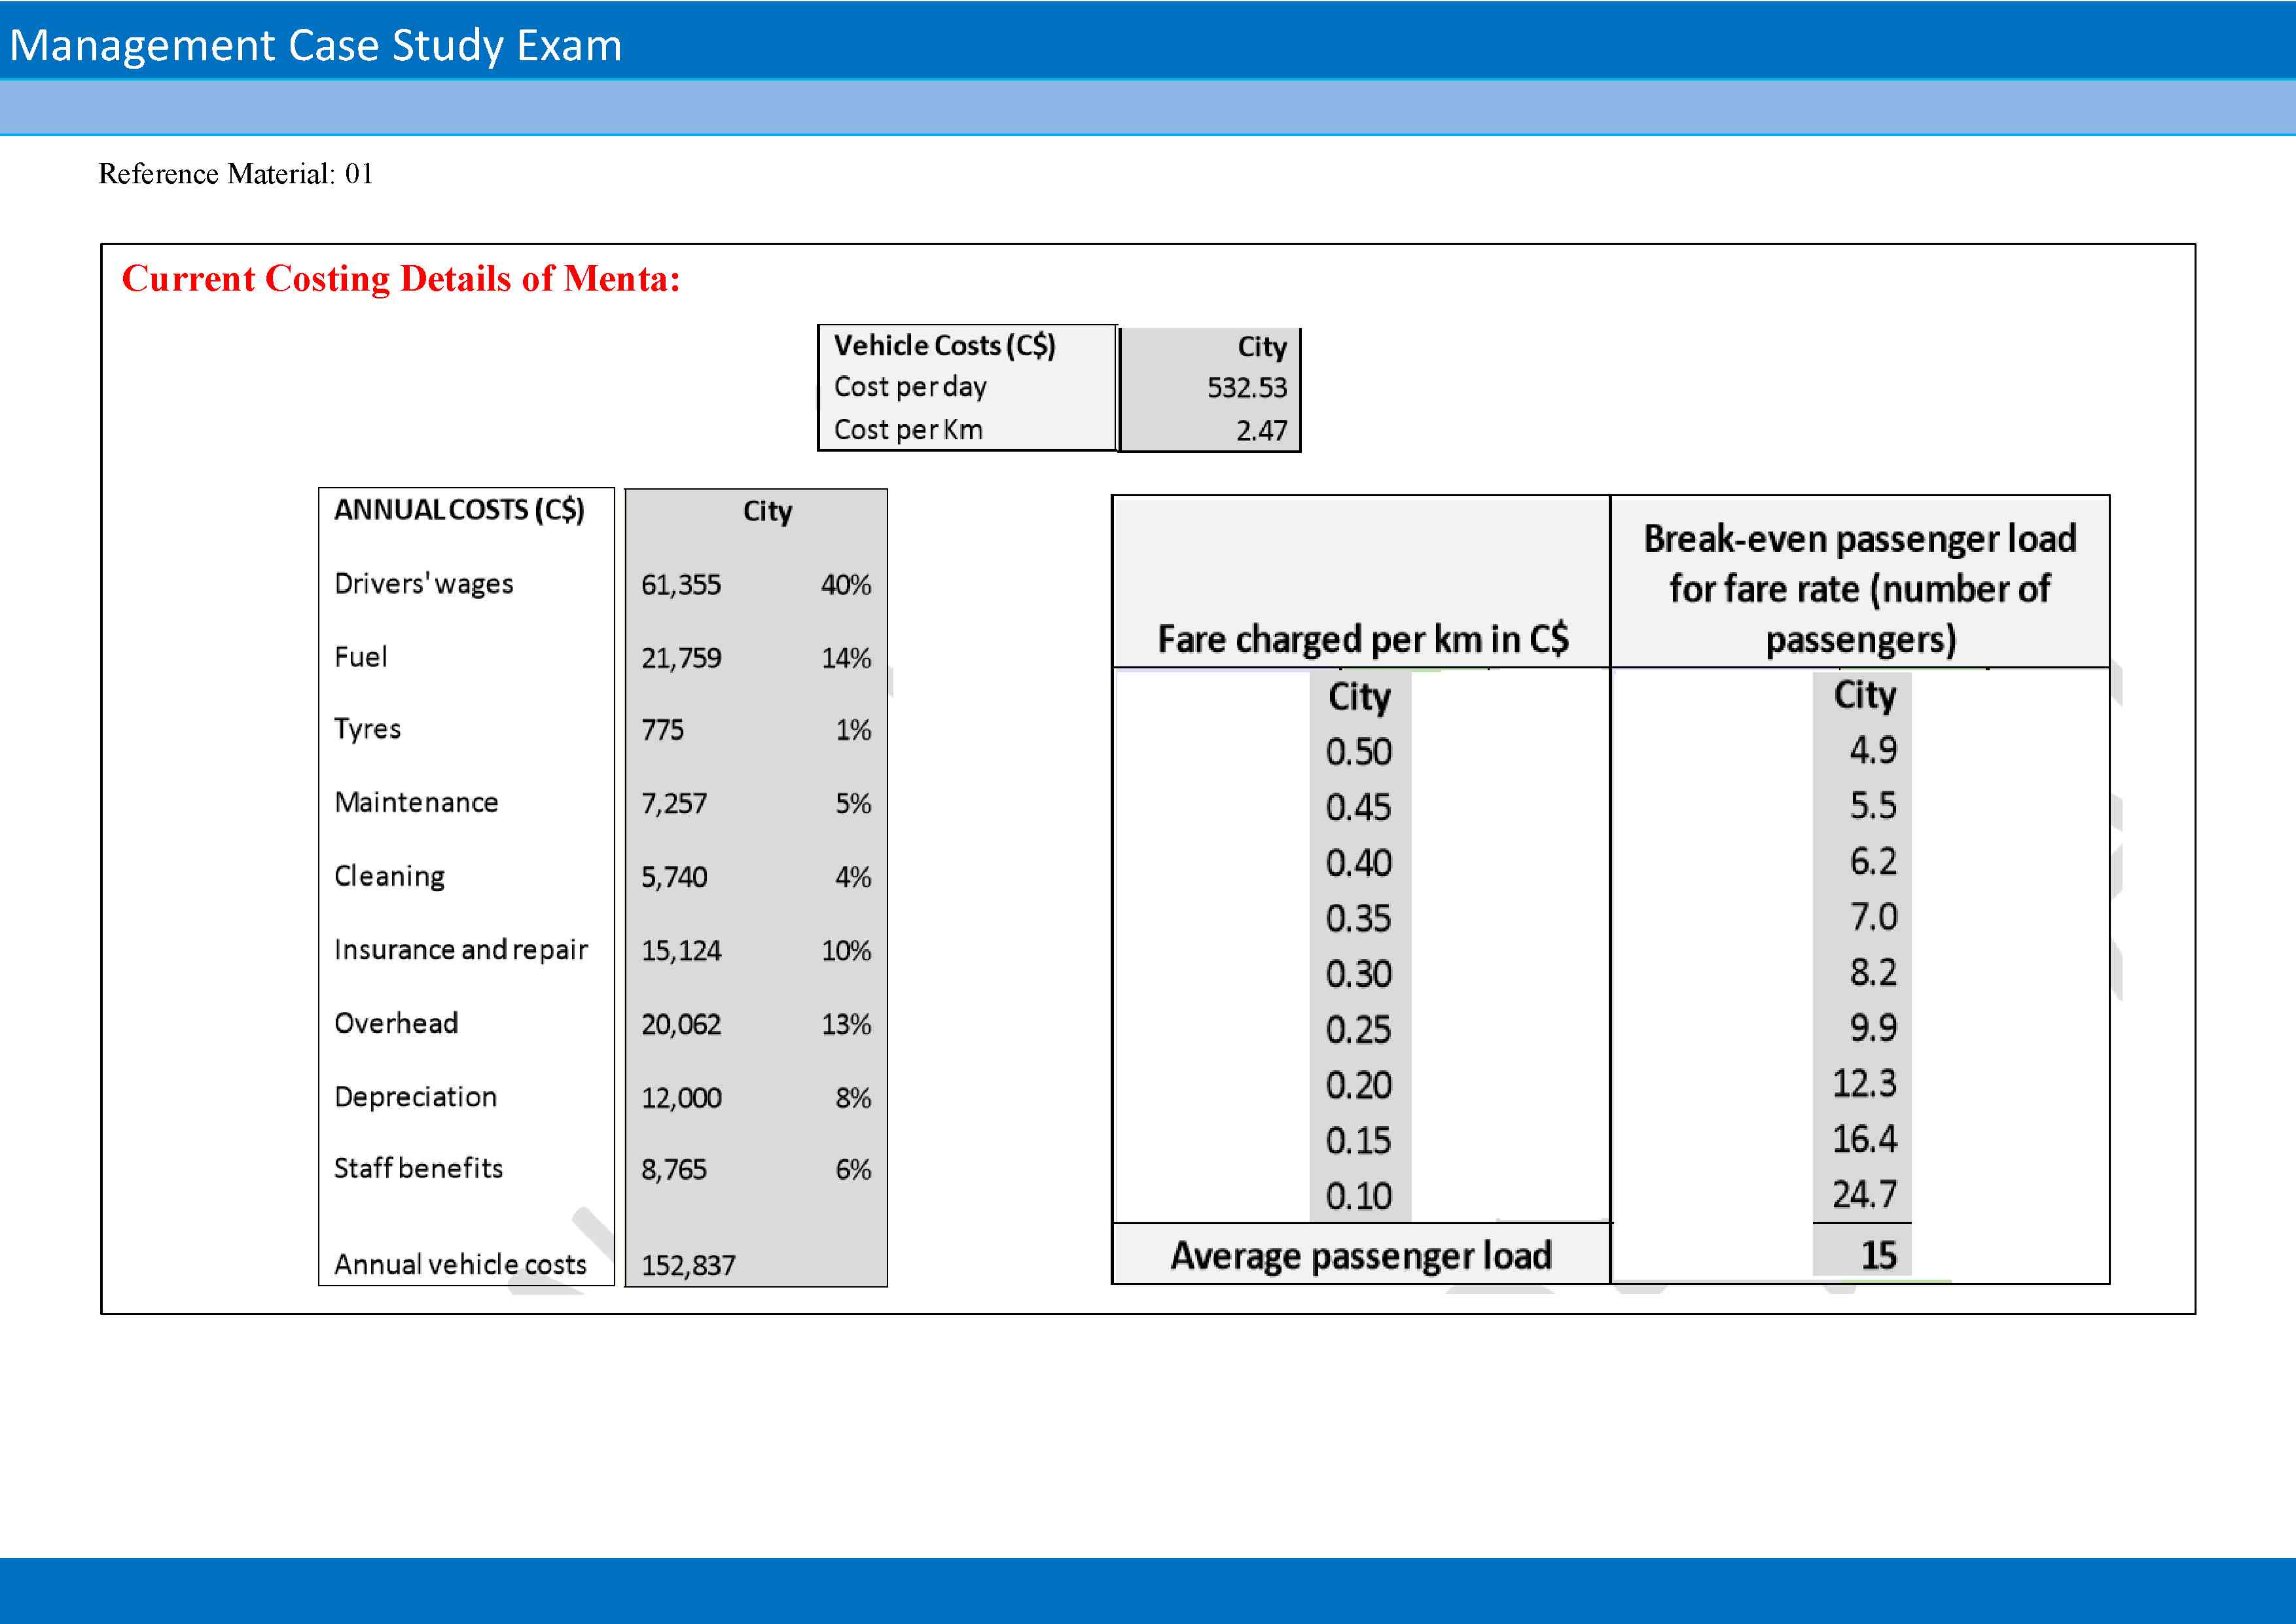 Management Case Study Exam
Reference Material: 01
Current Costing Details of Menta:
Vehicle Costs (C$) City
Cost per day 532.53
Cost per Km 2.47
ANNUAL COSTS (C$) City
Drivers' wages 61,355 40%
Fuel 21,759 14%
Tyres 775 1%
Maintenance 7,257 5%
Cleaning 5,740 4%
Insurance and repair 15,124 10%
Overhead 20,062 13%
Depreciation 12,000 8%
Staff benefits 8,765 6%
Annual vehicle costs 152,837
Break-even passenger load
for fare rate (number of
Fare charged per km in C$ passengers)
City City
0.50 4.9
0.45 5.5
0.40 6.2
0.35 7.0
0.30 8.2
0.25 9.9
0.20 12.3
0.15 16.4
0.10 24.7
Average passenger load 15